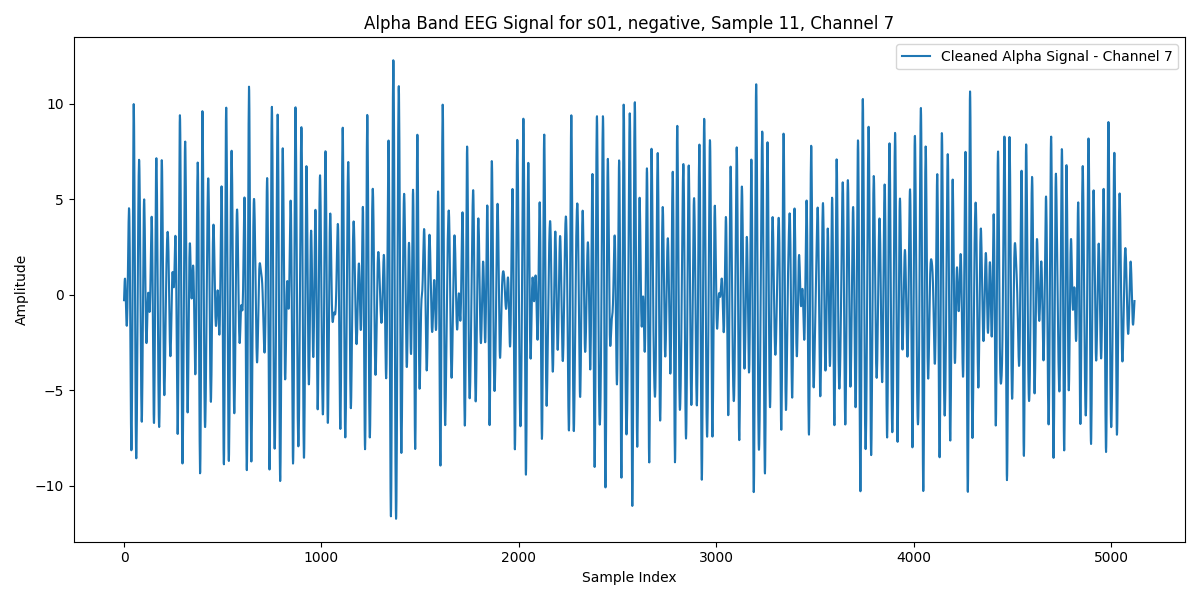 Alpha Band EEG Signal for s01, negative, Sample 11, Channel 7
Cleaned Alpha Signal - Channel 7
Amplitude
10
5
0
−5
−10
0 1000 2000 3000 4000 5000
Sample Index